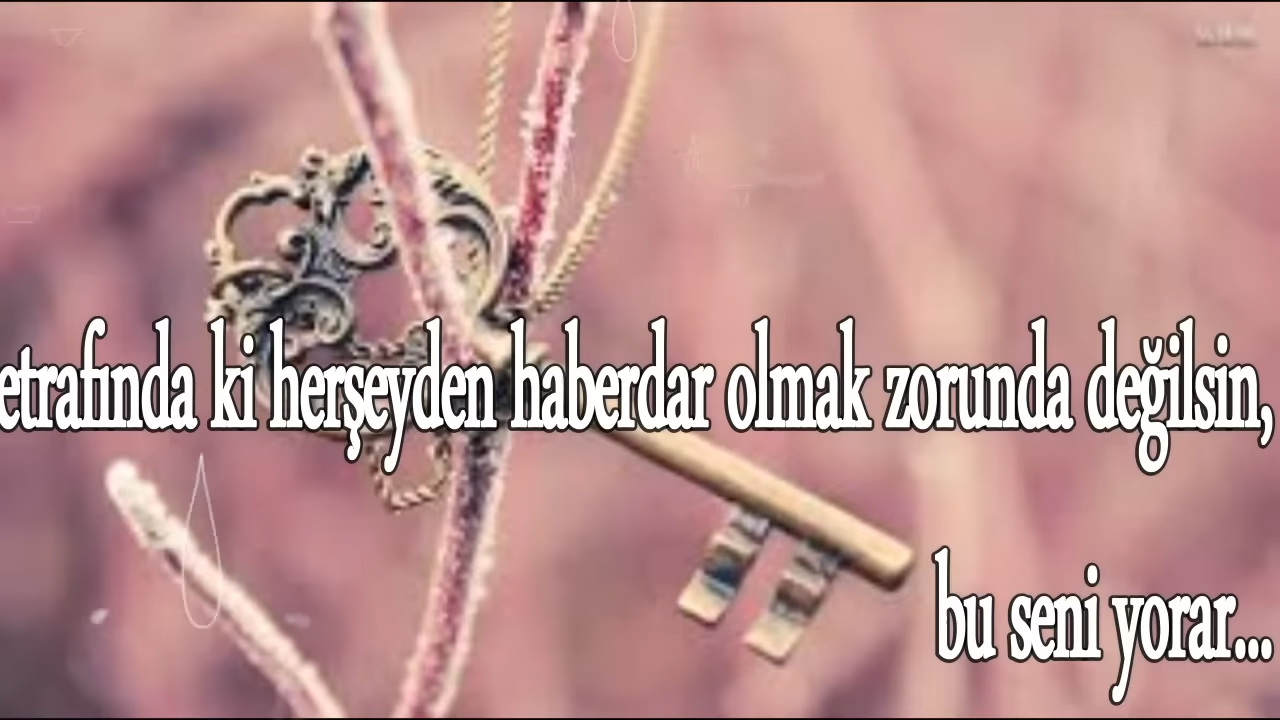 etrafında ki herşeyden haberdar olmak zorunda değilsin,
bu seni yorar...